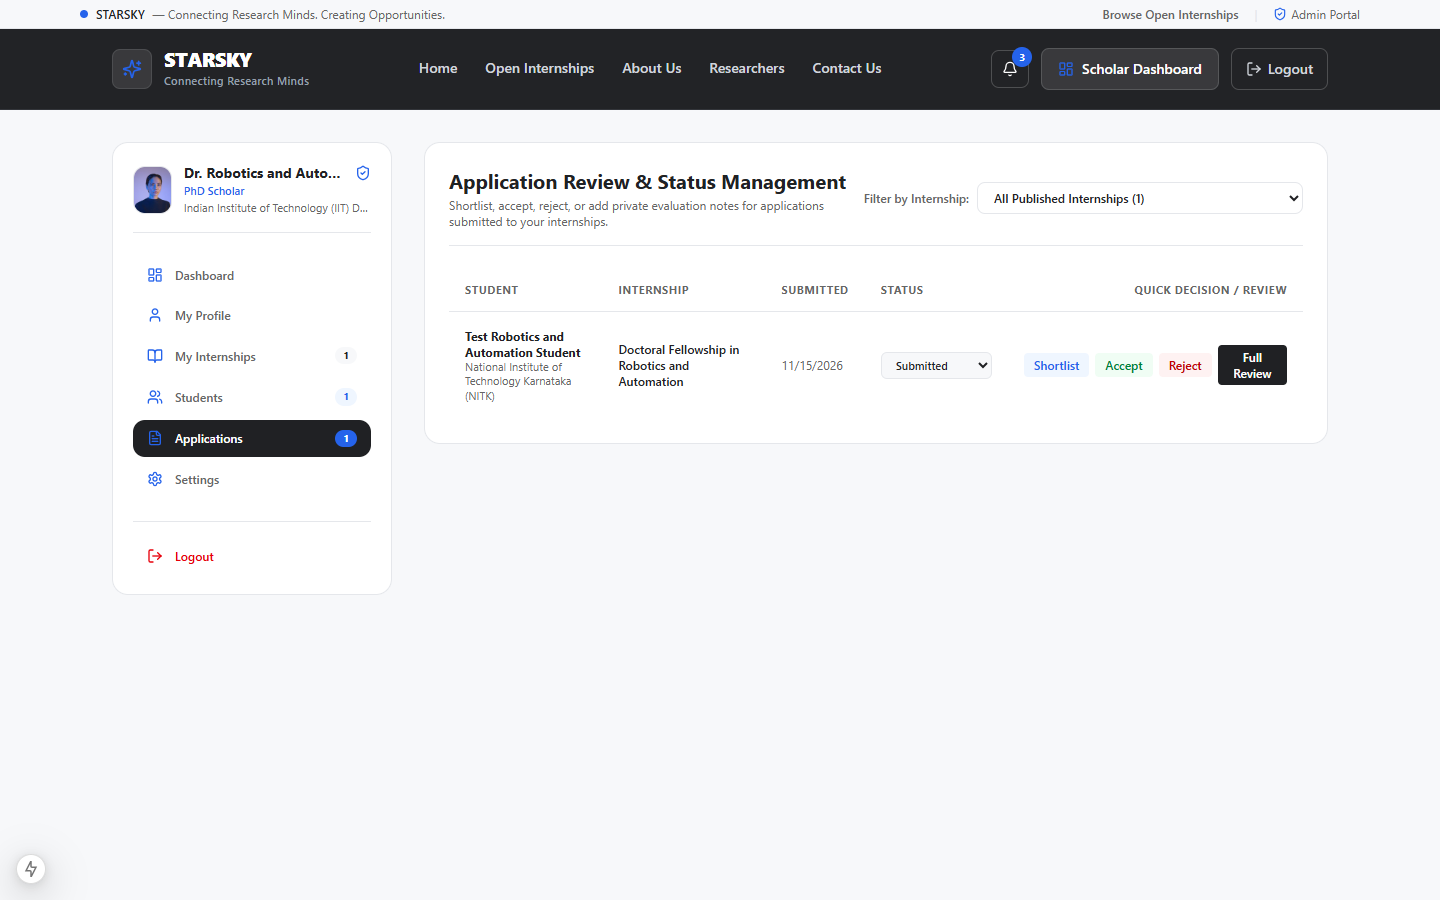 STARSKY — Connecting Research Minds. Creating Opportunities.
Browse Open Internships
Admin Portal
STARSKY
Connecting Research Minds
Home
Open Internships
About Us
Researchers
Contact Us
3
Scholar Dashboard
Logout
Dr. Robotics and Auto...
PhD Scholar
Indian Institute of Technology (IIT) D...
Dashboard
My Profile
My Internships 1
Students 1
Applications 1
Settings
Logout
Application Review & Status Management
Shortlist, accept, reject, or add private evaluation notes for applications
submitted to your internships.
Filter by Internship:
All Published Internships (1)
STUDENT
INTERNSHIP
SUBMITTED
STATUS
QUICK DECISION / REVIEW
Test Robotics and
Automation Student
National Institute of
Technology Karnataka
(NITK)
Doctoral Fellowship in
Robotics and
Automation
11/15/2026
Submitted
Shortlist
Accept
Reject
Full
Review